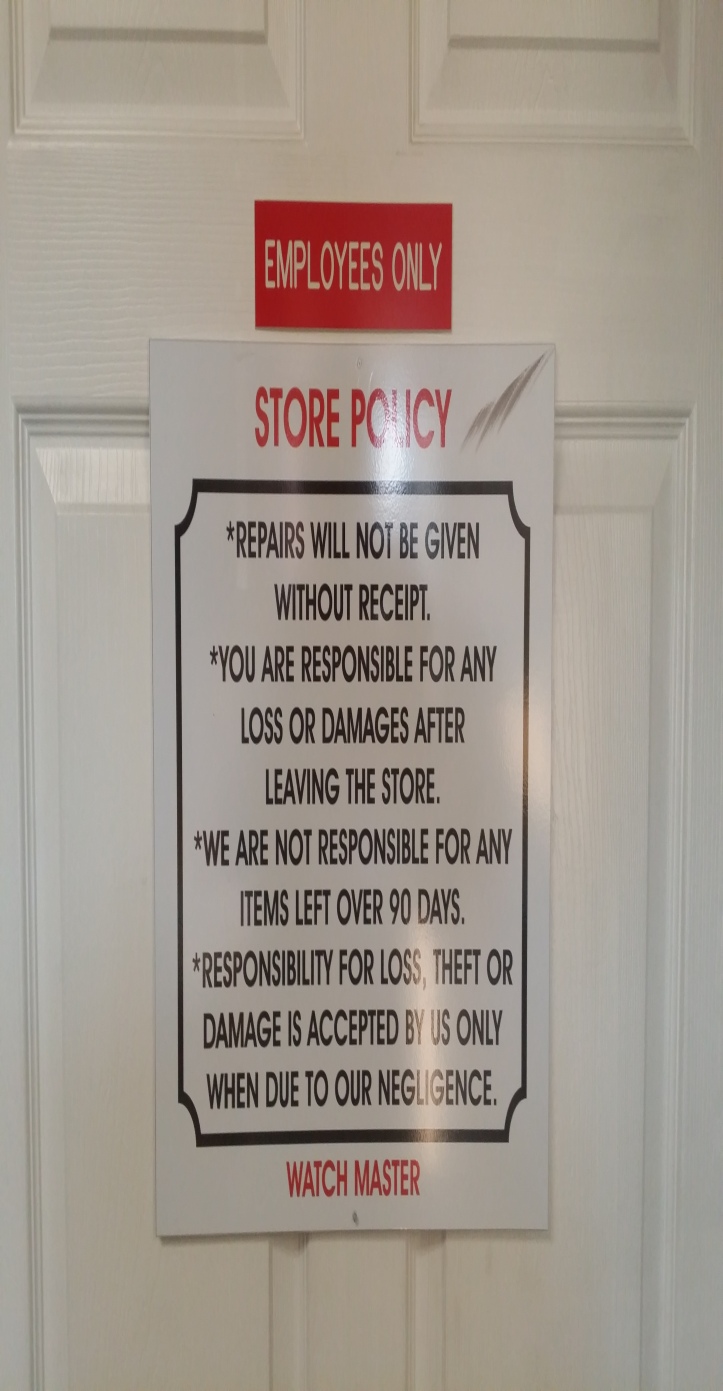 EMPLOYEES ONLY
STORE POLICY
*REPAIRS WILL NOT BE GIVEN
WITHOUT RECEIPT.
*YOU ARE RESPONSIBLE FOR ANY
LOSS OR DAMAGES AFTER
LEAVING THE STORE.
*WE ARE NOT RESPONSIBLE FOR ANY
ITEMS LEFT OVER 90 DAYS.
*RESPONSIBILITY FOR LOSS, THEFT OR
DAMAGE IS ACCEPTED BY US ONLY
WHEN DUE TO OUR NEGLIGENCE.
WATCH MASTER